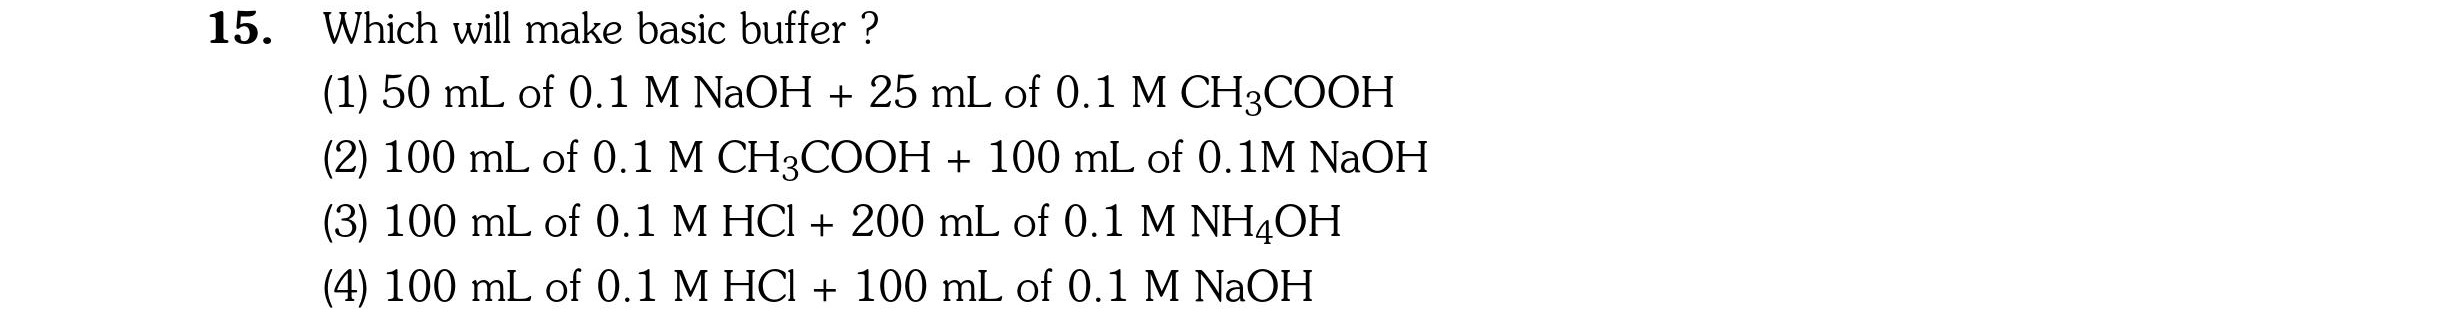 15. Which will make basic buffer ?
(1) 50 mL of 0.1 M NaOH + 25 mL of 0.1 M CH₃COOH
(2) 100 mL of 0.1 M CH₃COOH + 100 mL of 0.1M NaOH
(3) 100 mL of 0.1 M HCl + 200 mL of 0.1 M NH₄OH
(4) 100 mL of 0.1 M HCl + 100 mL of 0.1 M NaOH